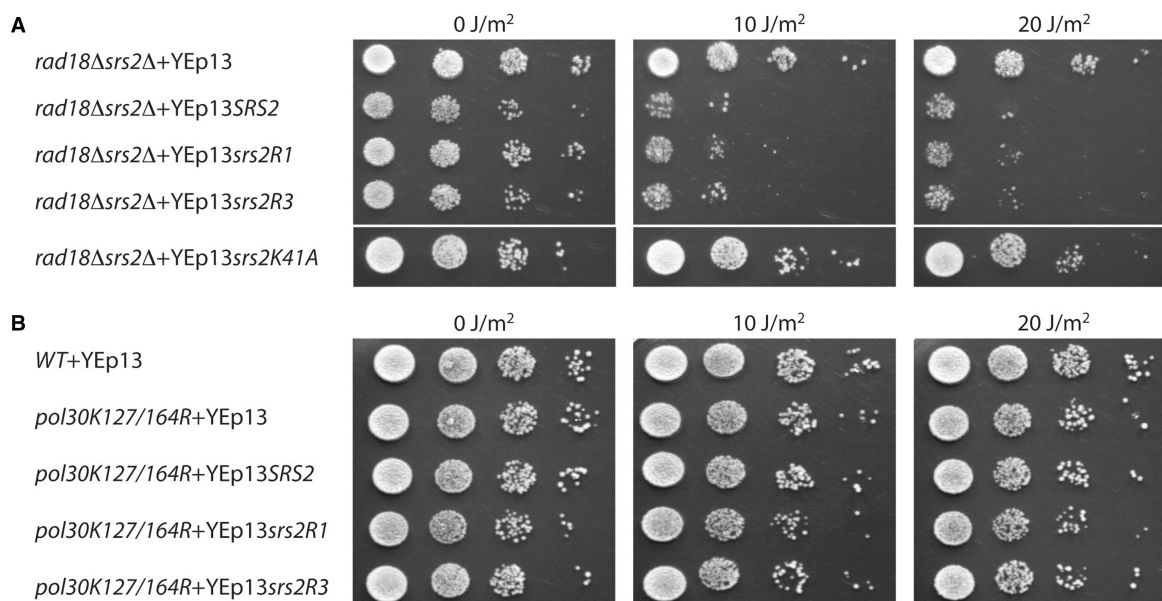 A
0 J/m² 10 J/m² 20 J/m²
rad18Δsrs2Δ+YEp13
rad18Δsrs2Δ+YEp13SRS2
rad18Δsrs2Δ+YEp13srs2R1
rad18Δsrs2Δ+YEp13srs2R3
rad18Δsrs2Δ+YEp13srs2K41A
B
0 J/m² 10 J/m² 20 J/m²
WT+YEp13
pol30K127/164R+YEp13
pol30K127/164R+YEp13SRS2
pol30K127/164R+YEp13srs2R1
pol30K127/164R+YEp13srs2R3